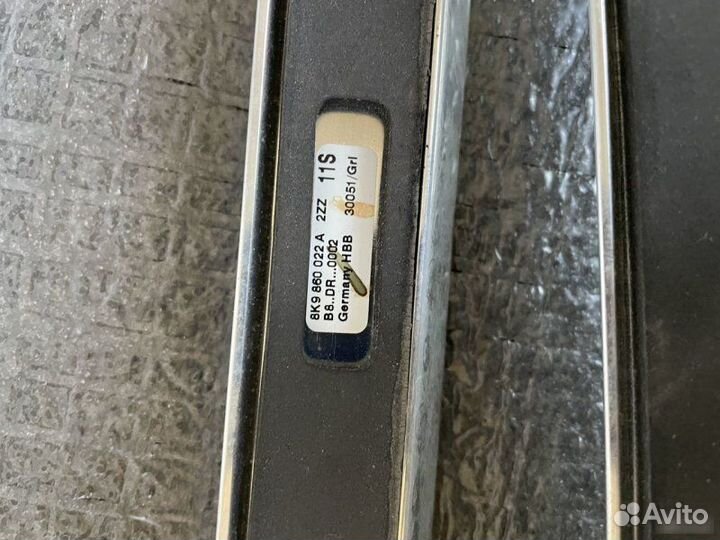 8K9 860 022 A 2ZZ 11S
B8..DR....0002
Germany HBB 30051/Grl
Avito